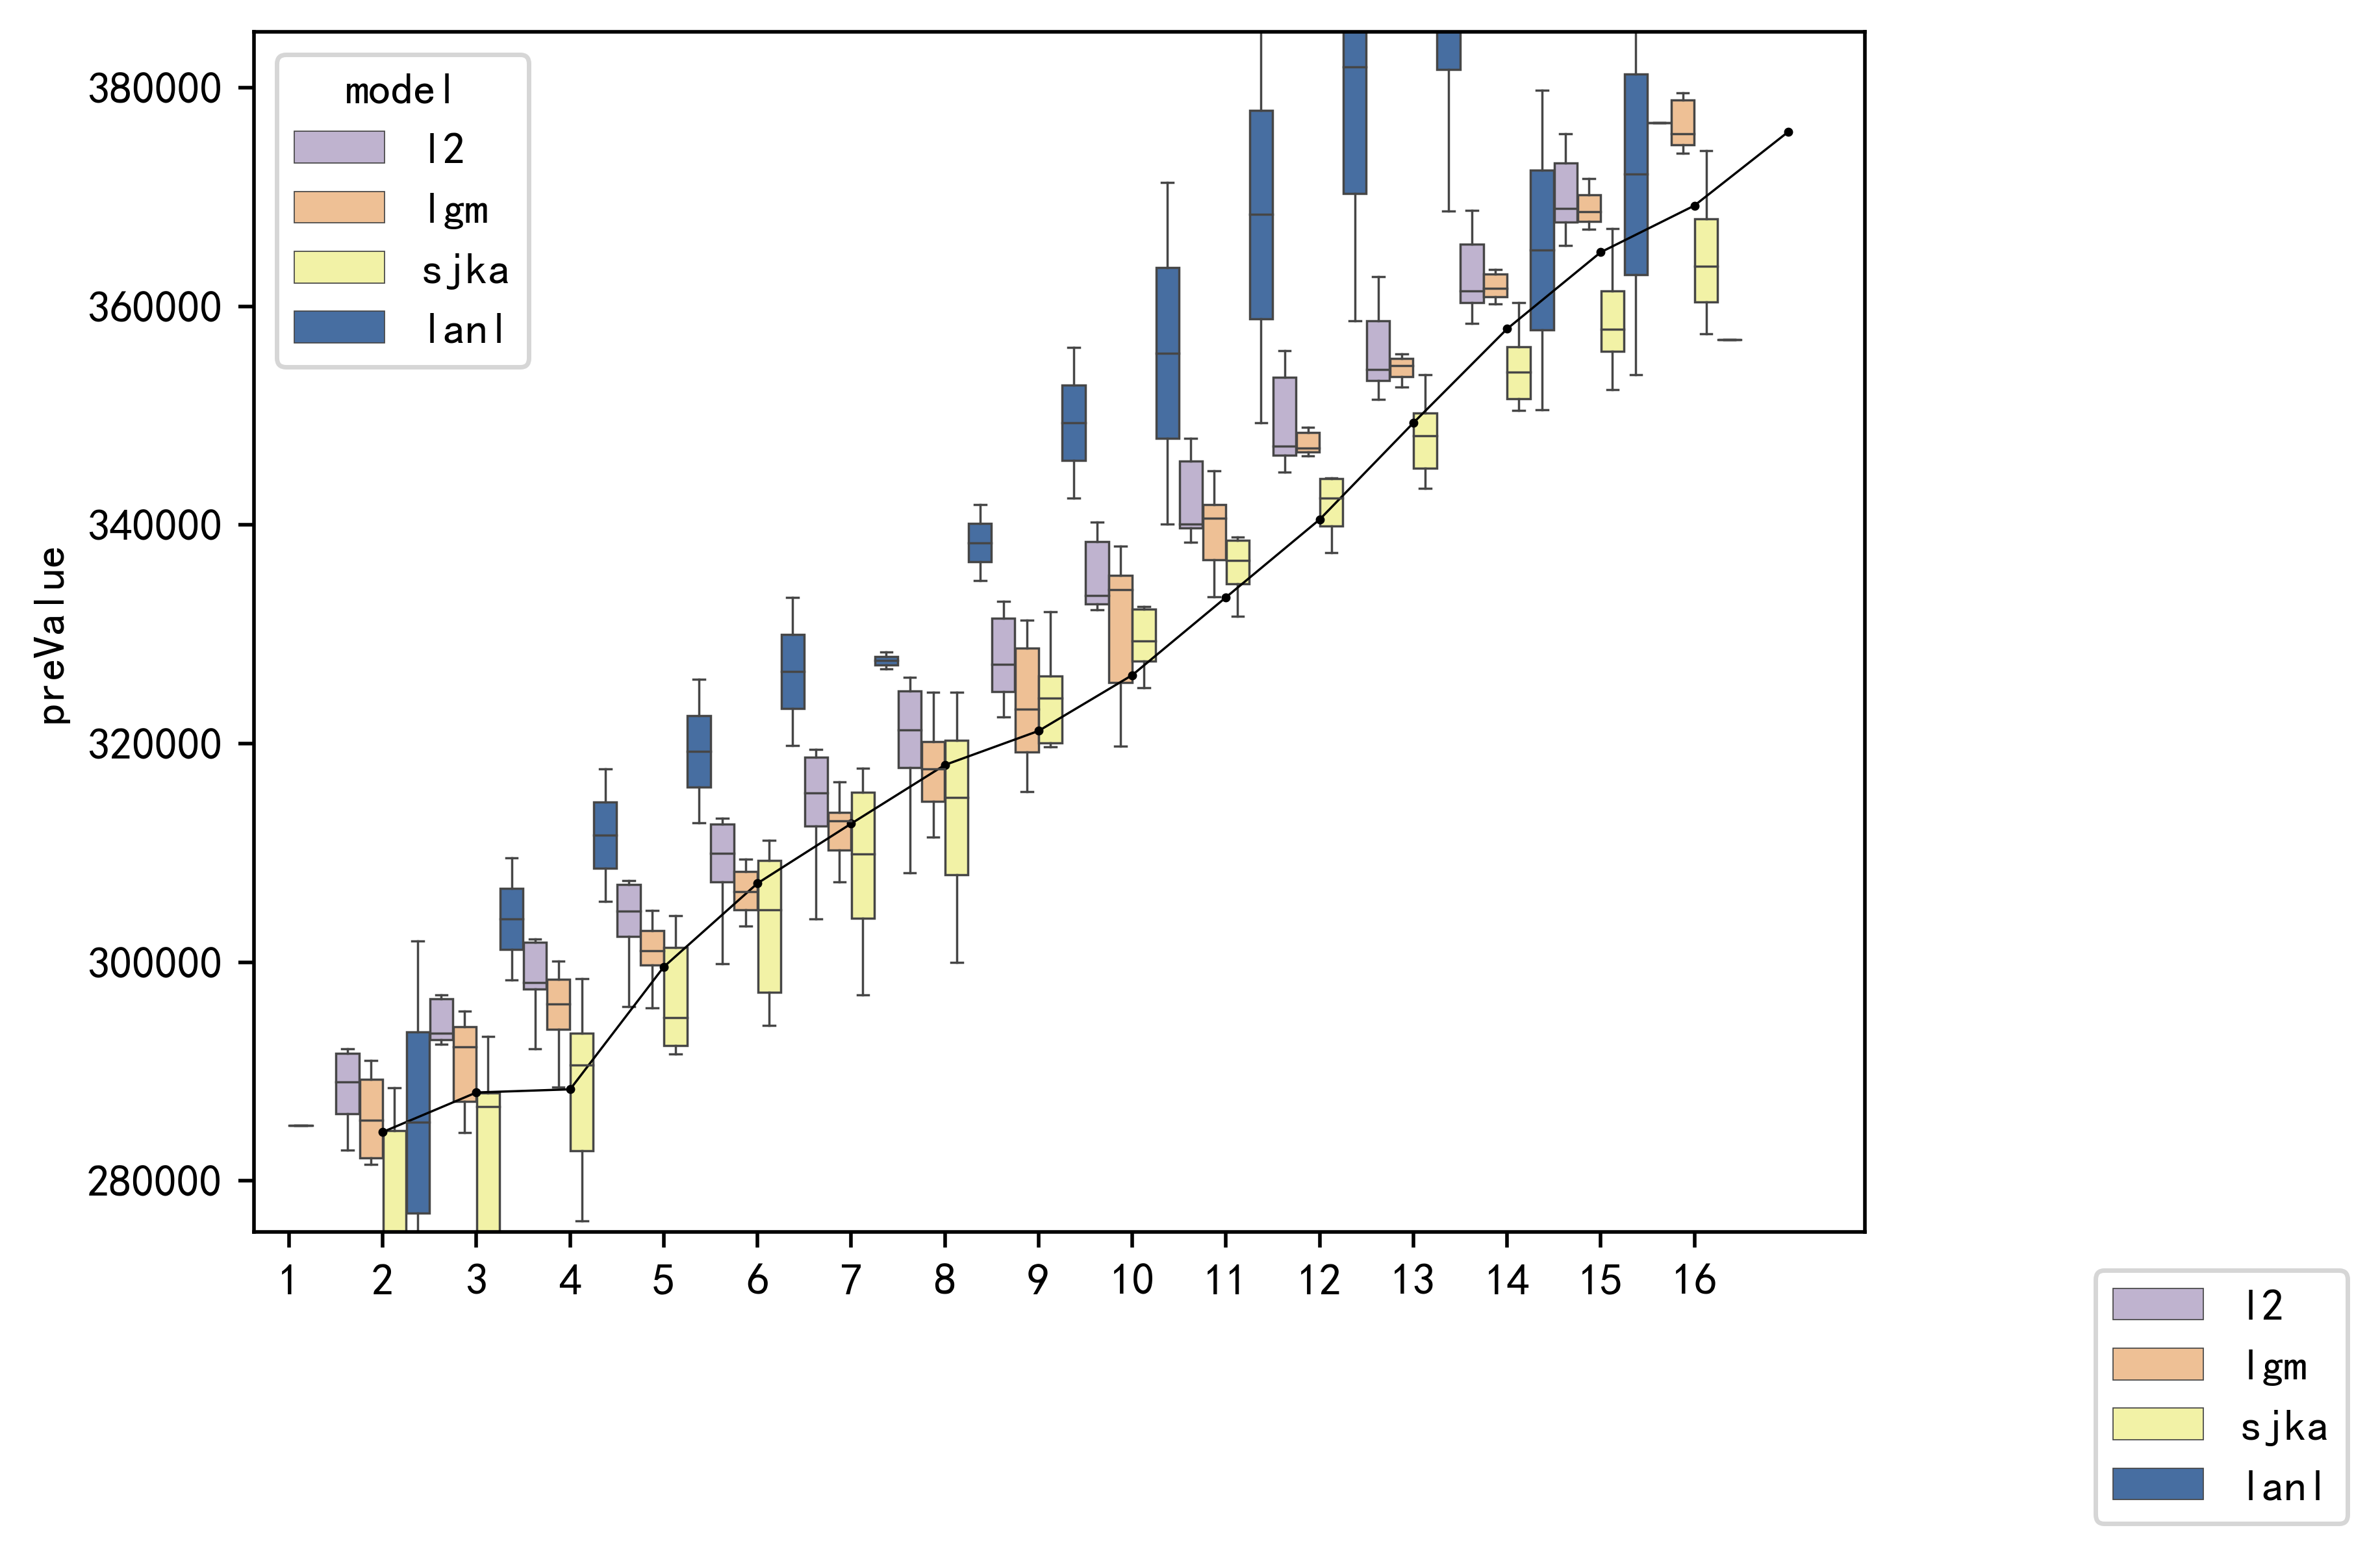 380000
360000
340000
320000
300000
280000
preValue
model
l2
lgm
sjka
lanl
1 2 3 4 5 6 7 8 9 10 11 12 13 14 15 16
l2
lgm
sjka
lanl